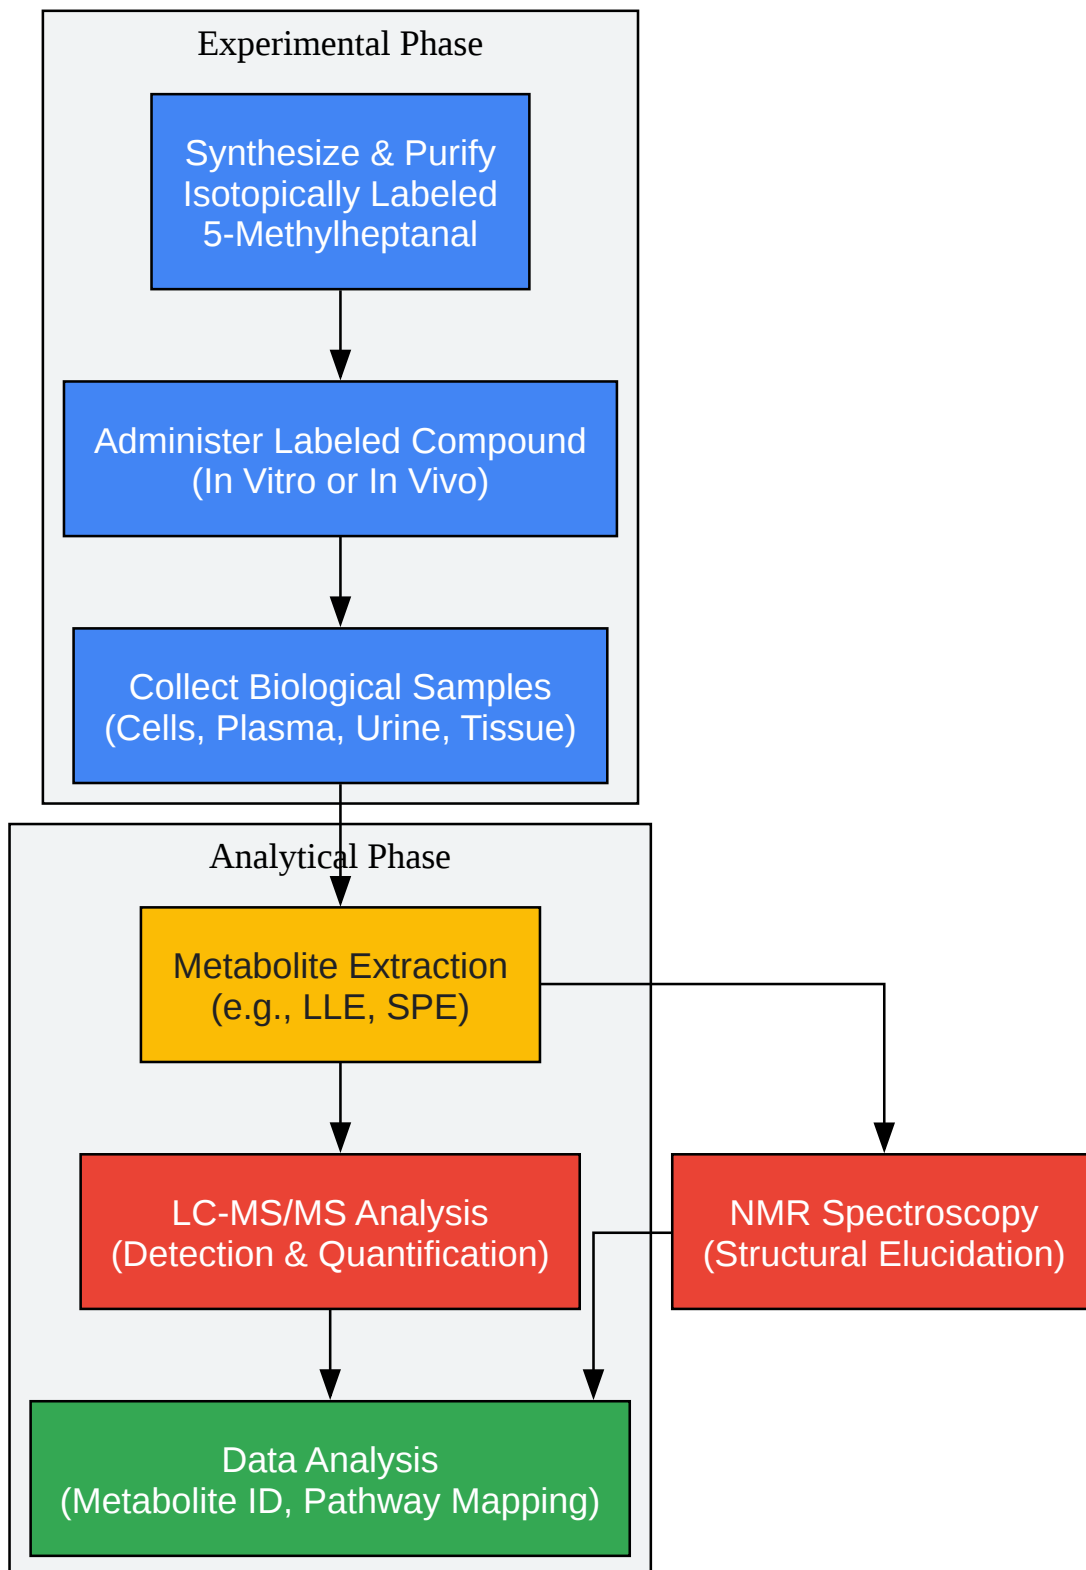 Experimental Phase
Synthesize & Purify
Isotopically Labeled
5-Methylheptanal
Administer Labeled Compound
(In Vitro or In Vivo)
Collect Biological Samples
(Cells, Plasma, Urine, Tissue)
Analytical Phase
Metabolite Extraction
(e.g., LLE, SPE)
LC-MS/MS Analysis
(Detection & Quantification)
NMR Spectroscopy
(Structural Elucidation)
Data Analysis
(Metabolite ID, Pathway Mapping)